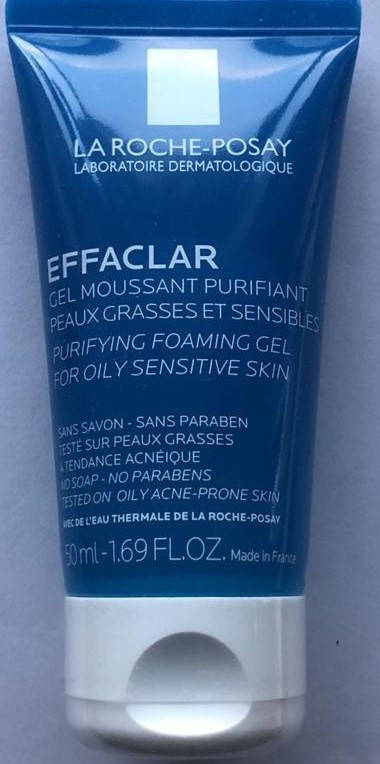 LA ROCHE-POSAY
LABORATOIRE DERMATOLOGIQUE
EFFACLAR
GEL MOUSSANT PURIFIANT
PEAUX GRASSES ET SENSIBLES
PURIFYING FOAMING GEL
FOR OILY SENSITIVE SKIN
SANS SAVON - SANS PARABEN
TESTÉ SUR PEAUX GRASSES
À TENDANCE ACNÉIQUE
NO SOAP - NO PARABENS
TESTED ON OILY ACNE-PRONE SKIN
AVEC DE L'EAU THERMALE DE LA ROCHE-POSAY
50 ml - 1.69 FL.OZ. Made in France